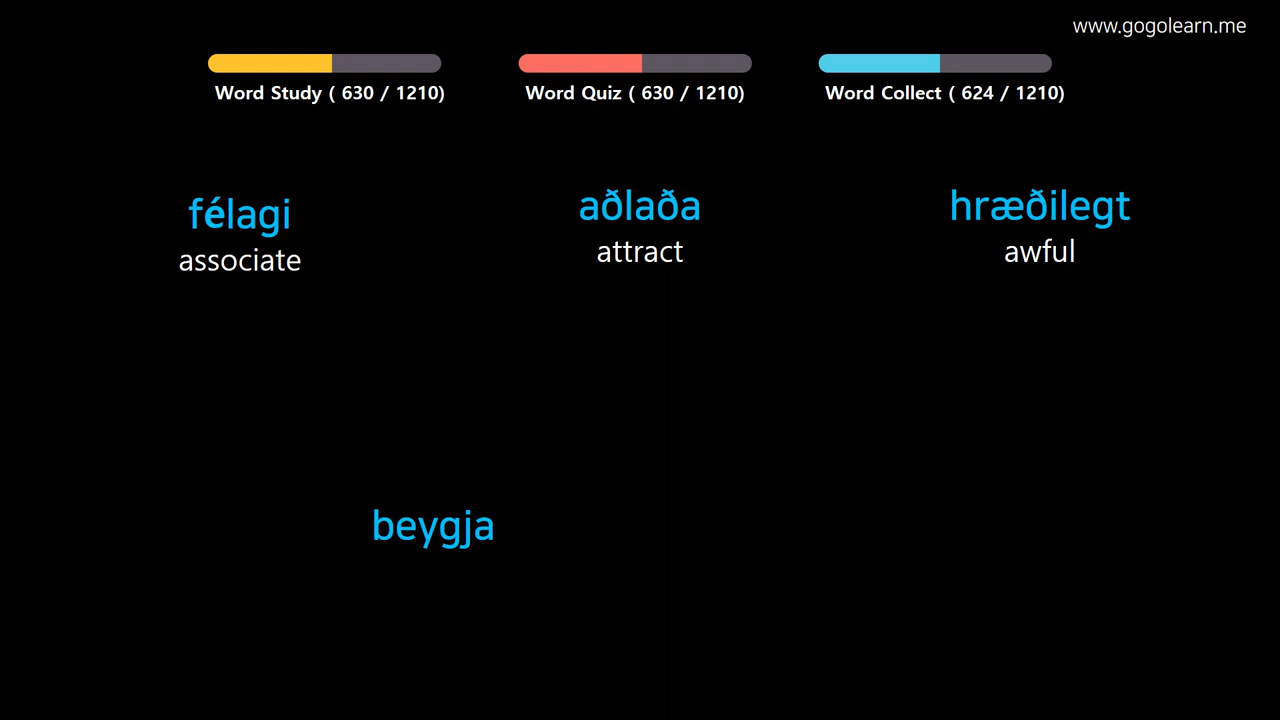 www.gogolearn.me
Word Study ( 630 / 1210)
Word Quiz ( 630 / 1210)
Word Collect ( 624 / 1210)
félagi
associate
aðlaða
attract
hræðilegt
awful
beygja